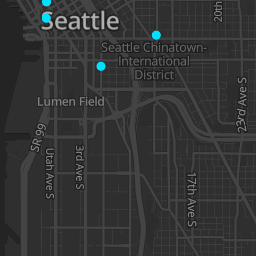 20th
Seattle
Seattle Chinatown-
International
District
Lumen Field
23rd Ave S
SR 99
Utah Ave S
3rd Ave S
17th Ave S